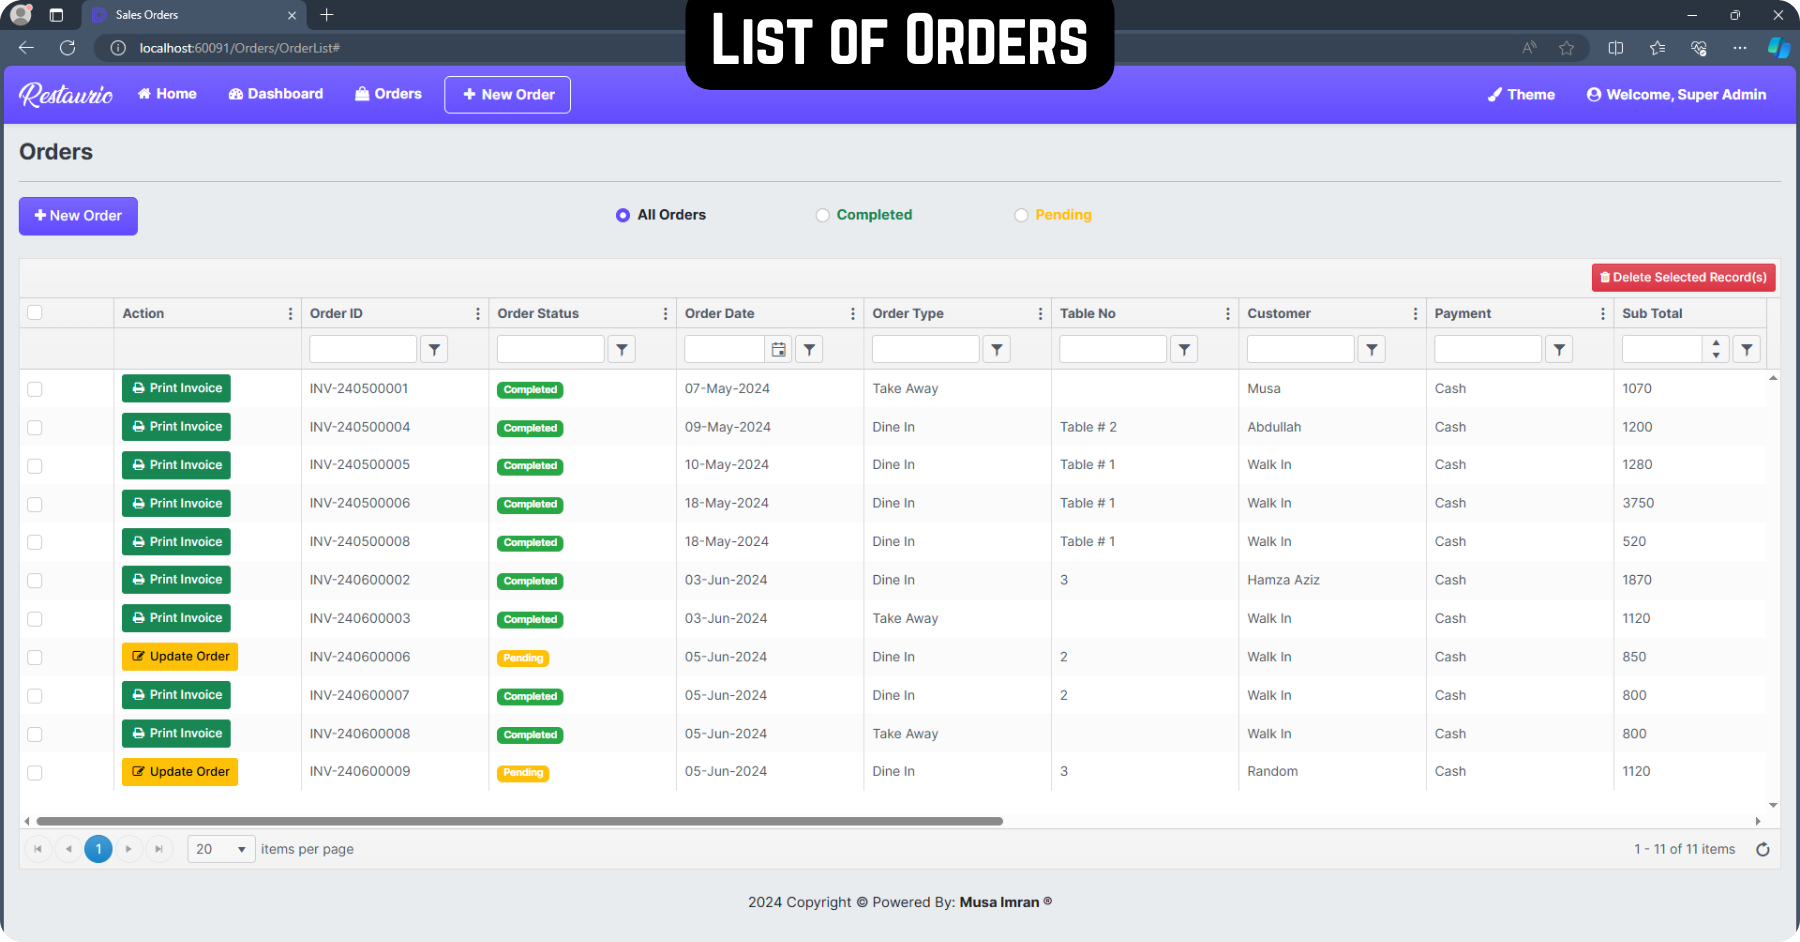 Sales Orders
List of Orders
localhost:60091/Orders/OrderList#
Restaurio Home Dashboard Orders + New Order Theme Welcome, Super Admin
Orders
+ New Order All Orders Completed Pending
Delete Selected Record(s)
Action Order ID Order Status Order Date Order Type Table No Customer Payment Sub Total
Print Invoice INV-240500001 Completed 07-May-2024 Take Away Musa Cash 1070
Print Invoice INV-240500004 Completed 09-May-2024 Dine In Table # 2 Abdullah Cash 1200
Print Invoice INV-240500005 Completed 10-May-2024 Dine In Table # 1 Walk In Cash 1280
Print Invoice INV-240500006 Completed 18-May-2024 Dine In Table # 1 Walk In Cash 3750
Print Invoice INV-240500008 Completed 18-May-2024 Dine In Table # 1 Walk In Cash 520
Print Invoice INV-240600002 Completed 03-Jun-2024 Dine In 3 Hamza Aziz Cash 1870
Print Invoice INV-240600003 Completed 03-Jun-2024 Take Away Walk In Cash 1120
Update Order INV-240600006 Pending 05-Jun-2024 Dine In 2 Walk In Cash 850
Print Invoice INV-240600007 Completed 05-Jun-2024 Dine In 2 Walk In Cash 800
Print Invoice INV-240600008 Completed 05-Jun-2024 Take Away Walk In Cash 800
Update Order INV-240600009 Pending 05-Jun-2024 Dine In 3 Random Cash 1120
1 20 items per page 1 - 11 of 11 items
2024 Copyright © Powered By: Musa Imran ®